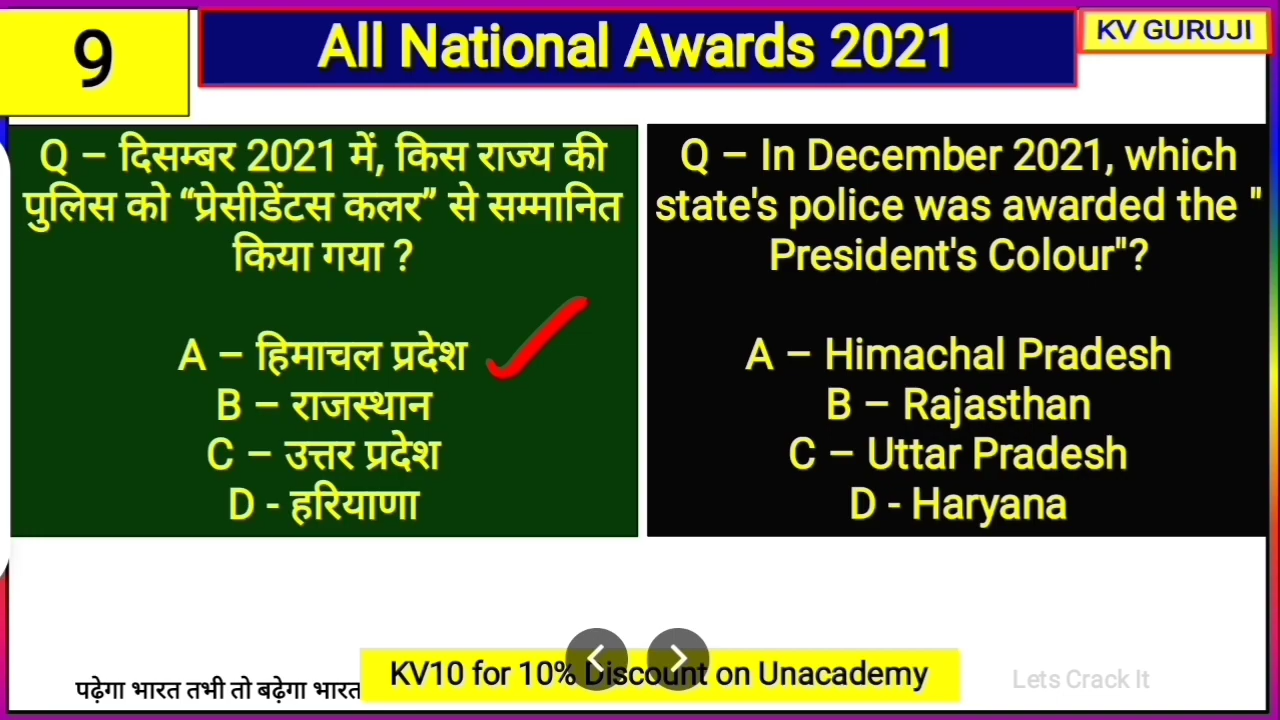 9
All National Awards 2021
KV GURUJI
Q – दिसम्बर 2021 में, किस राज्य की
पुलिस को “प्रेसीडेंटस कलर” से सम्मानित
किया गया ?
A – हिमाचल प्रदेश
B – राजस्थान
C – उत्तर प्रदेश
D - हरियाणा
Q – In December 2021, which
state's police was awarded the "
President's Colour"?
A – Himachal Pradesh
B – Rajasthan
C – Uttar Pradesh
D - Haryana
पढ़ेगा भारत तभी तो बढ़ेगा भारत
KV10 for 10% Discount on Unacademy
Lets Crack It